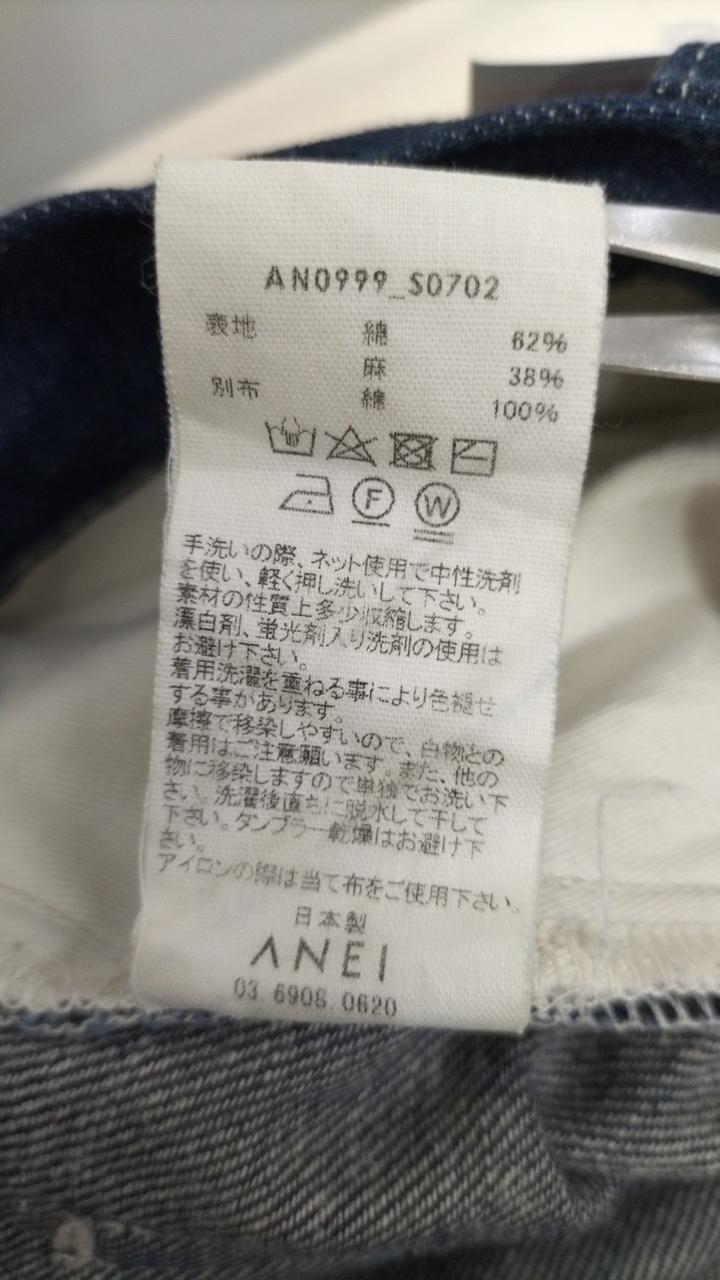 AN0999_S0702
表地 綿 62%
麻 38%
別布 綿 100%
F W
手洗いの際、ネット使用で中性洗剤
を使い、軽く押し洗いして下さい。
素材の性質上多少収縮します。
漂白剤、蛍光剤入り洗剤の使用は
お避け下さい。
着用洗濯を重ねる事により色褪せ
する事があります。
摩擦で移染しやすいので、白物との
着用はご注意願います。また、他の
物に移染しますので単独でお洗い下
さい。洗濯後直ちに脱水して干して
下さい。タンブラー乾燥はお避け下
さい。
アイロンの際は当て布をご使用下さい。
日本製
ANEI
03.6908.0620